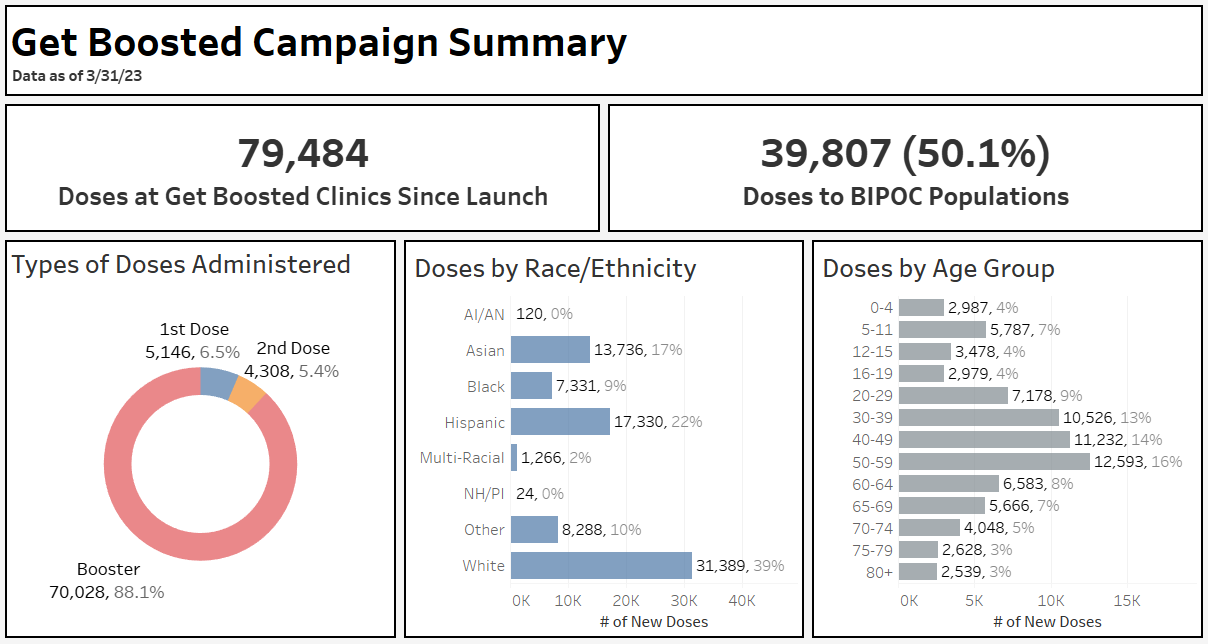 Get Boosted Campaign Summary
Data as of 3/31/23
79,484
Doses at Get Boosted Clinics Since Launch
39,807 (50.1%)
Doses to BIPOC Populations
Types of Doses Administered
1st Dose
5,146, 6.5%
2nd Dose
4,308, 5.4%
Booster
70,028, 88.1%
Doses by Race/Ethnicity
AI/AN 120, 0%
Asian 13,736, 17%
Black 7,331, 9%
Hispanic 17,330, 22%
Multi-Racial 1,266, 2%
NH/PI 24, 0%
Other 8,288, 10%
White 31,389, 39%
0K 10K 20K 30K 40K
# of New Doses
Doses by Age Group
0-4 2,987, 4%
5-11 5,787, 7%
12-15 3,478, 4%
16-19 2,979, 4%
20-29 7,178, 9%
30-39 10,526, 13%
40-49 11,232, 14%
50-59 12,593, 16%
60-64 6,583, 8%
65-69 5,666, 7%
70-74 4,048, 5%
75-79 2,628, 3%
80+ 2,539, 3%
0K 5K 10K 15K
# of New Doses